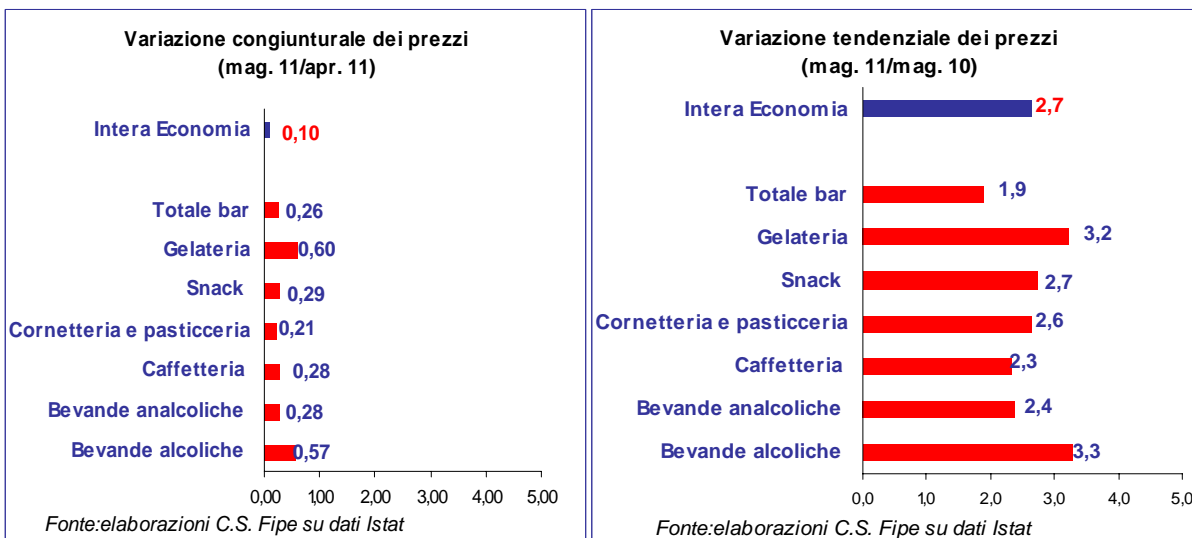 Variazione congiunturale dei prezzi
(mag. 11/apr. 11)
Intera Economia 0,10
Totale bar 0,26
Gelateria 0,60
Snack 0,29
Cornetteria e pasticceria 0,21
Caffetteria 0,28
Bevande analcoliche 0,28
Bevande alcoliche 0,57
0,00 1,00 2,00 3,00 4,00 5,00
Fonte:elaborazioni C.S. Fipe su dati Istat
Variazione tendenziale dei prezzi
(mag. 11/mag. 10)
Intera Economia 2,7
Totale bar 1,9
Gelateria 3,2
Snack 2,7
Cornetteria e pasticceria 2,6
Caffetteria 2,3
Bevande analcoliche 2,4
Bevande alcoliche 3,3
0,0 1,0 2,0 3,0 4,0 5,0
Fonte:elaborazioni C.S. Fipe su dati Istat